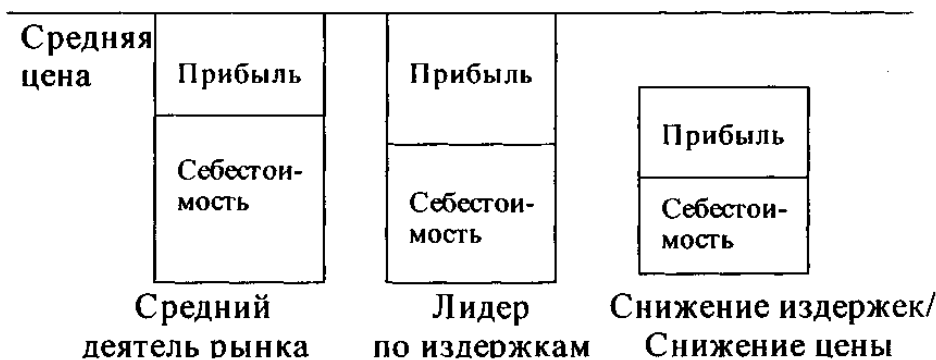 Средняя
цена
Прибыль
Себестои-
мость
Средний
деятель рынка
Прибыль
Себестои-
мость
Лидер
по издержкам
Прибыль
Себестои-
мость
Снижение издержек/
Снижение цены